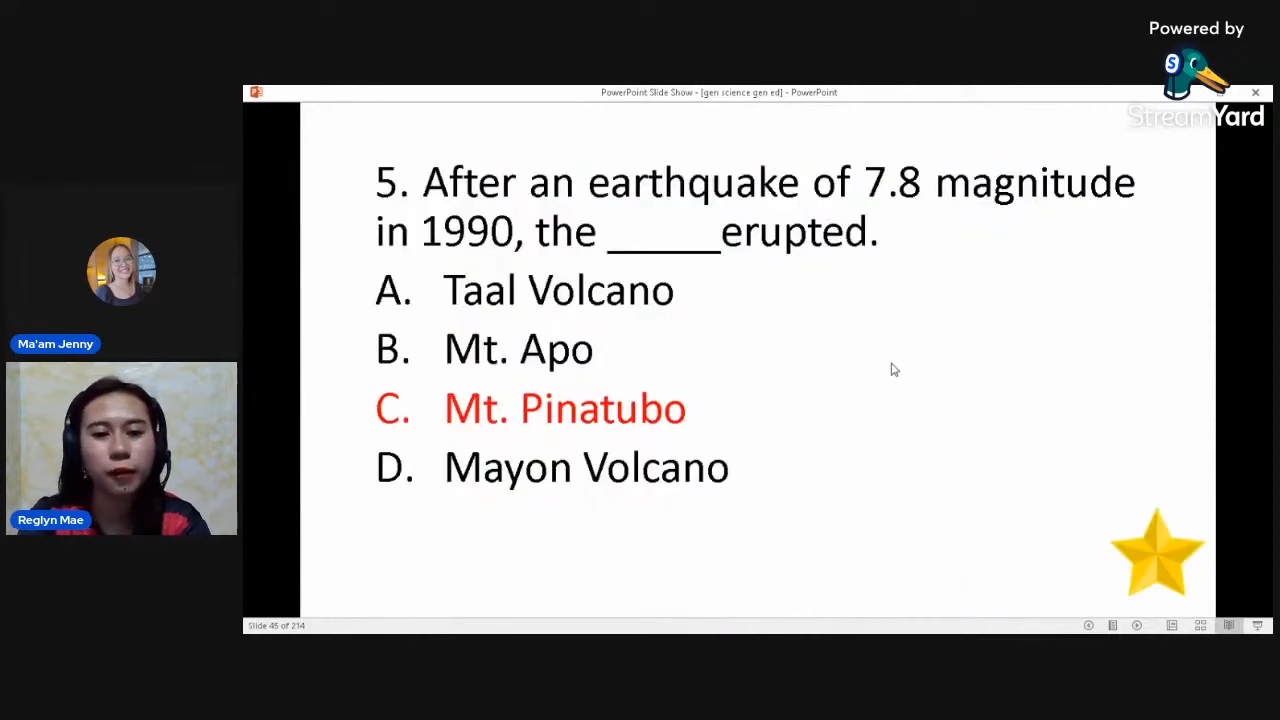 Powered by
S
StreamYard
PowerPoint Slide Show - [gen science gen ed] - PowerPoint
5. After an earthquake of 7.8 magnitude
in 1990, the _____erupted.
A. Taal Volcano
B. Mt. Apo
C. Mt. Pinatubo
D. Mayon Volcano
Ma'am Jenny
Reglyn Mae
Slide 45 of 214